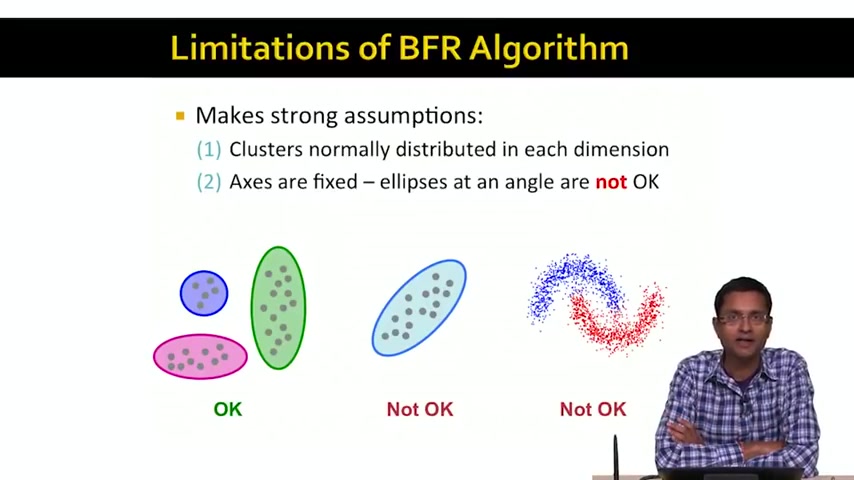 Limitations of BFR Algorithm
Makes strong assumptions:
(1) Clusters normally distributed in each dimension
(2) Axes are fixed – ellipses at an angle are not OK
OK
Not OK
Not OK